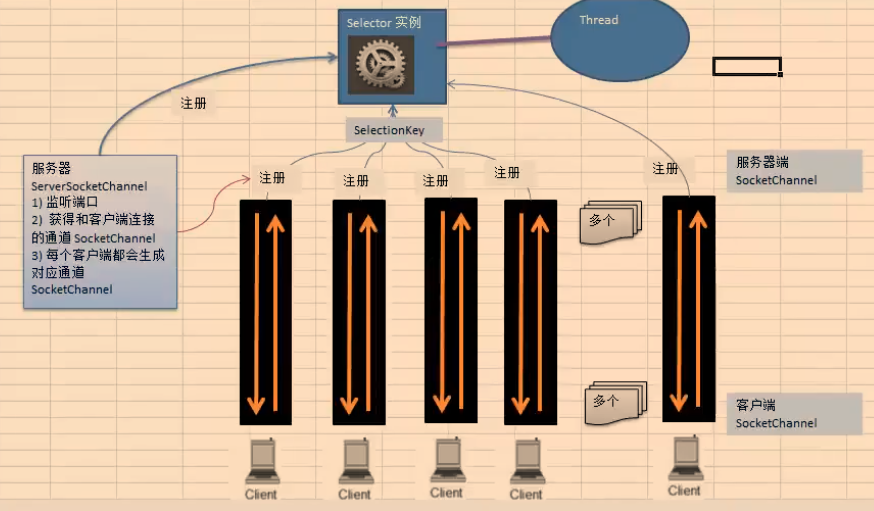 Selector 实例
Thread
注册
SelectionKey
服务器
ServerSocketChannel
1) 监听端口
2) 获得和客户端连接
的通道 SocketChannel
3) 每个客户端都会生成
对应通道
SocketChannel
注册
注册
注册
注册
注册
服务器端
SocketChannel
多个
多个
客户端
SocketChannel
Client
Client
Client
Client
Client